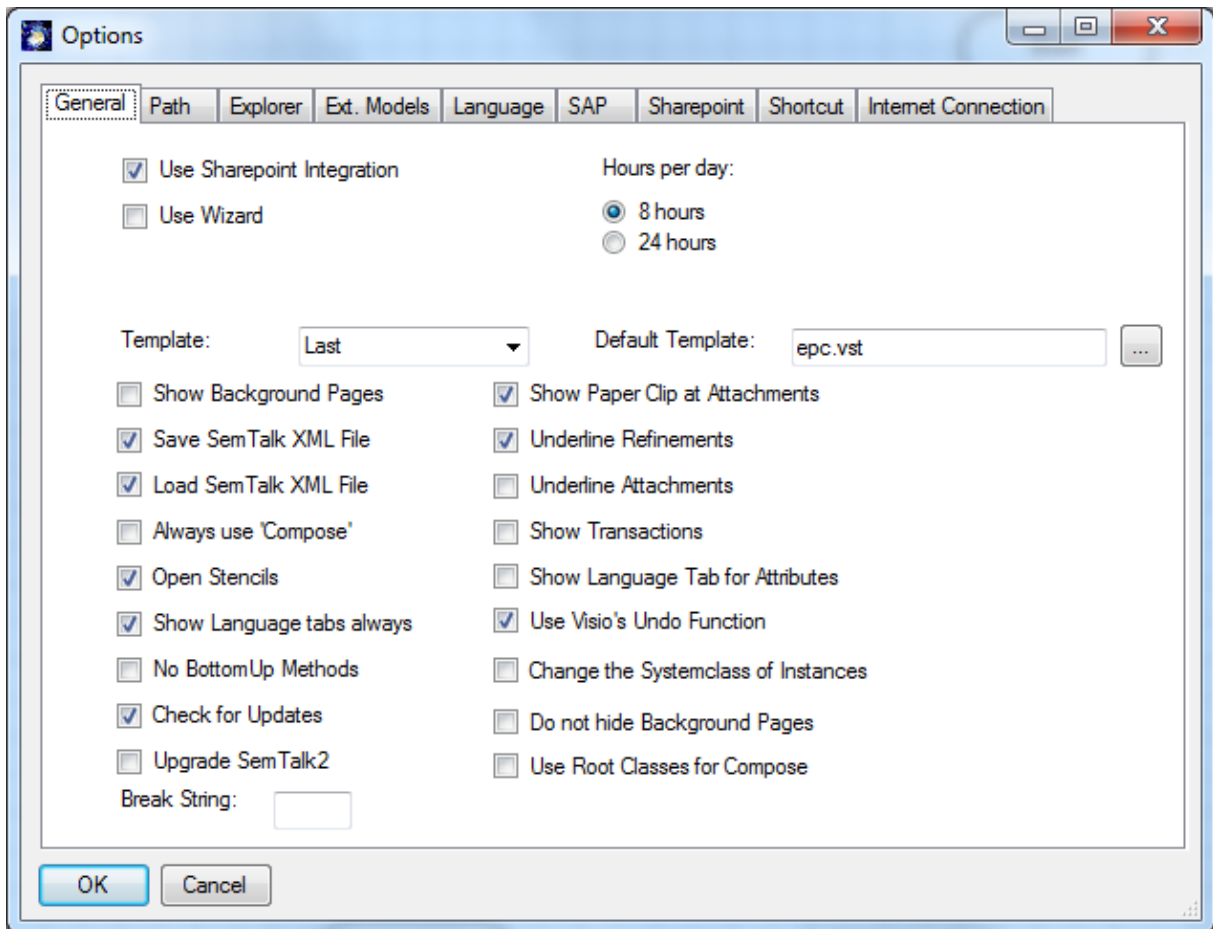 Options
General Path Explorer Ext. Models Language SAP Sharepoint Shortcut Internet Connection
Use Sharepoint Integration Hours per day:
Use Wizard 8 hours
24 hours
Template: Last Default Template: epc.vst ...
Show Background Pages Show Paper Clip at Attachments
Save SemTalk XML File Underline Refinements
Load SemTalk XML File Underline Attachments
Always use 'Compose' Show Transactions
Open Stencils Show Language Tab for Attributes
Show Language tabs always Use Visio's Undo Function
No BottomUp Methods Change the Systemclass of Instances
Check for Updates Do not hide Background Pages
Upgrade SemTalk2 Use Root Classes for Compose
Break String:
OK Cancel